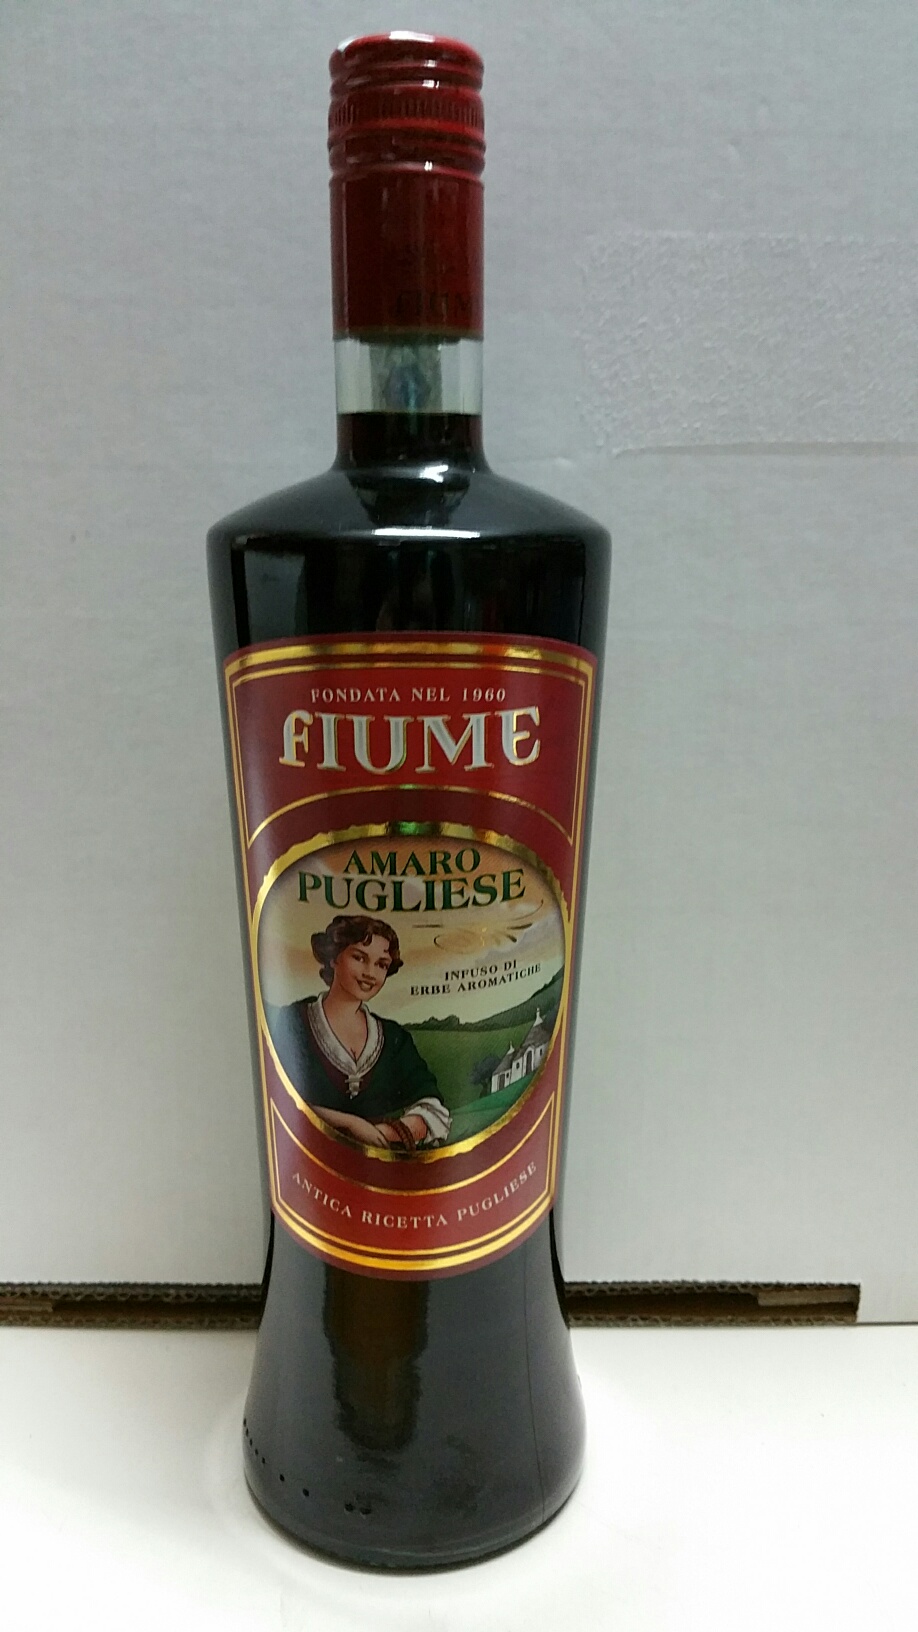 FONDATA NEL 1960
FIUME
AMARO
PUGLIESE
INFUSO DI
ERBE AROMATICHE
ANTICA RICETTA PUGLIESE